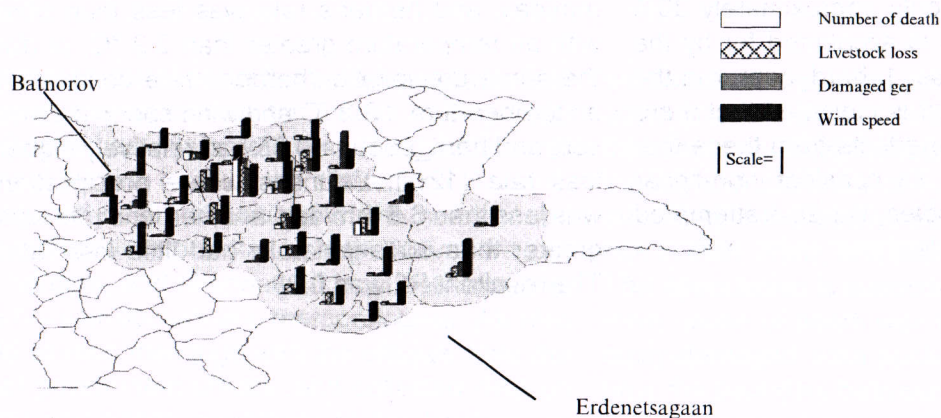 Number of death
Livestock loss
Damaged ger
Wind speed
Scale=
Batnorov
Erdenetsagaan